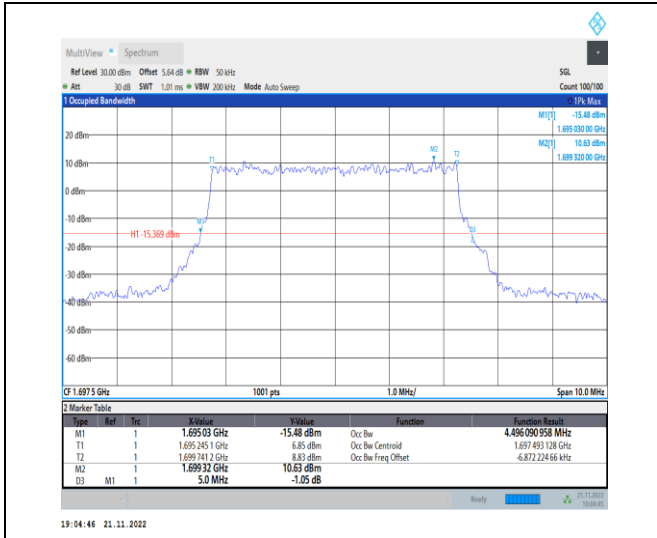 MultiView Spectrum
Ref Level 30.00 dBm Offset 5.64 dB RBW 50 kHz SGL
Att 30 dB SWT 1.01 ms VBW 200 kHz Mode Auto Sweep Count 100/100
1 Occupied Bandwidth 1Pk Max
M1[1] -15.48 dBm
1.695 030 00 GHz
M2[1] 10.63 dBm
1.699 320 00 GHz
20 dBm
M2 T2
T1
10 dBm
0 dBm
-10 dBm
M1
D3
H1 -15.369 dBm
-20 dBm
-30 dBm
-40 dBm
-50 dBm
-60 dBm
CF 1.697 5 GHz 1001 pts 1.0 MHz/ Span 10.0 MHz
2 Marker Table
Type Ref Trc X-Value Y-Value Function Function Result
M1 1 1.695 03 GHz -15.48 dBm Occ Bw 4.496 090 958 MHz
T1 1 1.695 245 1 GHz 6.85 dBm Occ Bw Centroid 1.697 493 128 GHz
T2 1 1.699 741 2 GHz 8.83 dBm Occ Bw Freq Offset -6.872 224 66 kHz
M2 1 1.699 32 GHz 10.63 dBm
D3 M1 1 5.0 MHz -1.05 dB
Ready 21.11.2022
19:04:45
19:04:46 21.11.2022